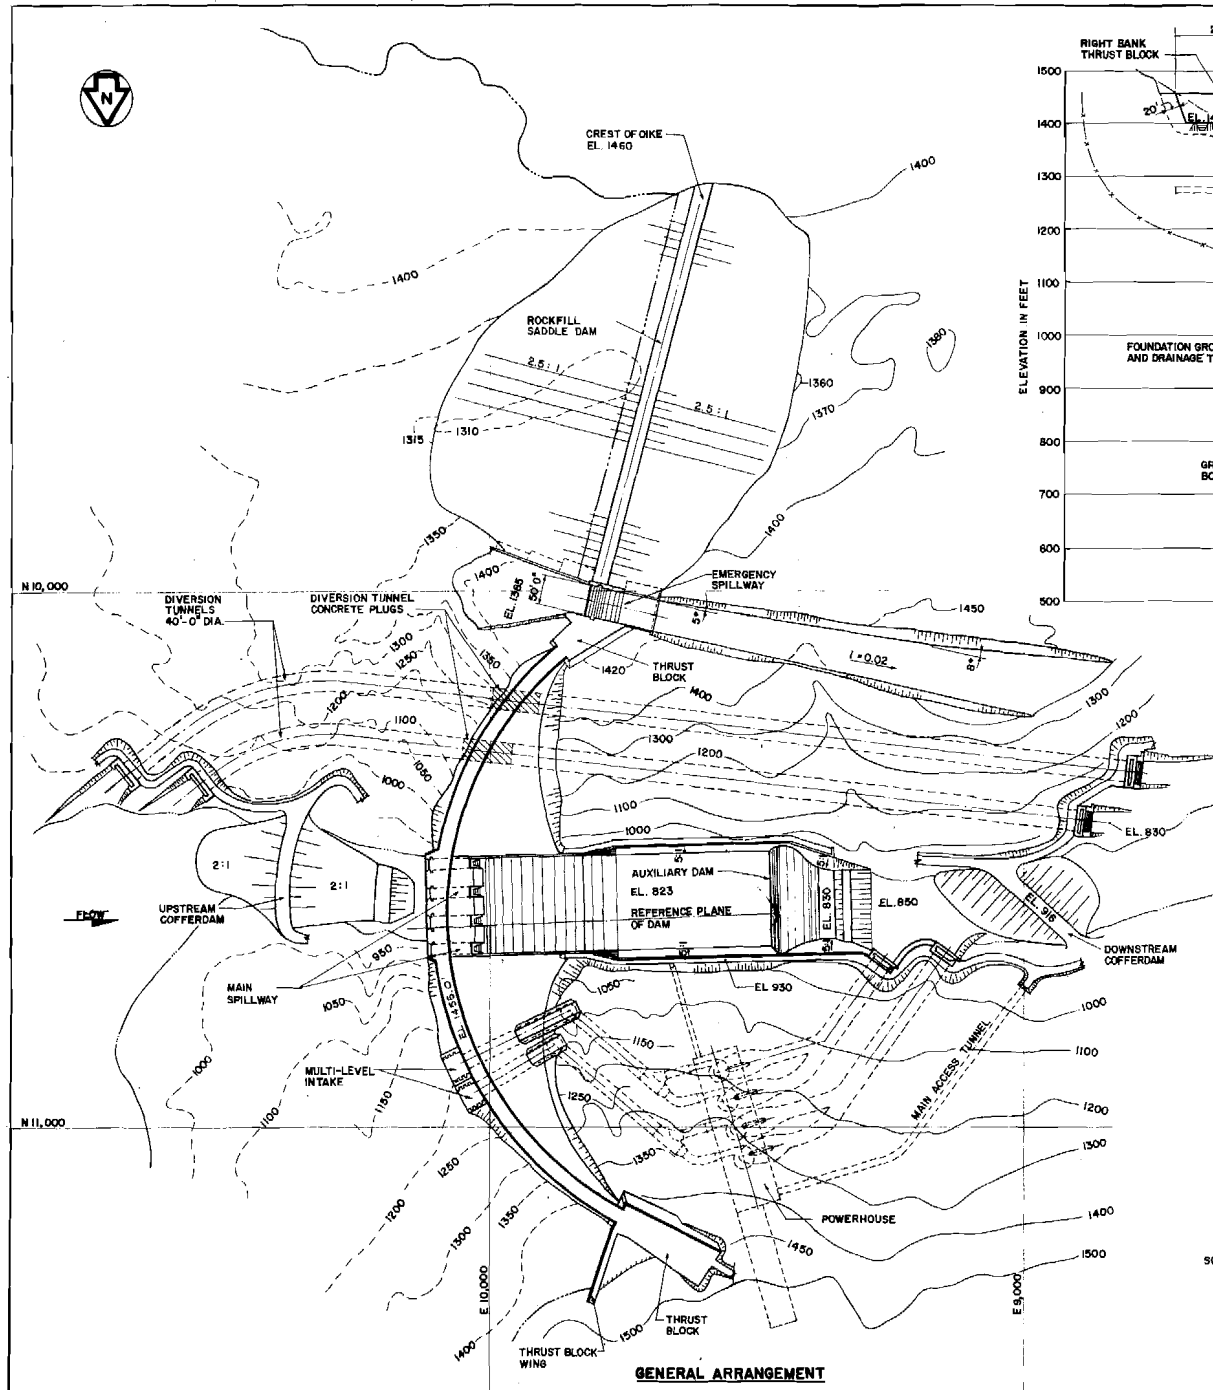 N
CREST OF DIKE
EL. 1460
1400
1400
ROCKFILL
SADDLE DAM
2.5 : 1
2.5 : 1
1315
1310
1380
1360
1370
1400
1350
1400
EL. 1385
50'0"
EMERGENCY
SPILLWAY
1450
N 10,000
DIVERSION
TUNNELS
40'-0" DIA.
DIVERSION TUNNEL
CONCRETE PLUGS
1300
1250
1350
1200
1100
1050
1000
1420
THRUST
BLOCK
1400
1300
1200
1100
1000
i = 0.02
1300
1200
EL. 830
2:1
2:1
UPSTREAM
COFFERDAM
FLOW
AUXILIARY DAM
EL. 823
REFERENCE PLANE
OF DAM
5:1
5:1
EL. 830
EL. 850
EL 916
DOWNSTREAM
COFFERDAM
950
MAIN
SPILLWAY
1050
1000
EL. 1455.0
EL 930
1050
1000
1150
1100
MULTI-LEVEL
INTAKE
MAIN ACCESS TUNNEL
1100
1150
1250
1200
N 11,000
1250
1350
1300
1200
1300
1350
POWERHOUSE
1400
1450
1500
1400
1500
E 10,000
E 9,000
THRUST
BLOCK
THRUST BLOCK
WING
GENERAL ARRANGEMENT
RIGHT BANK
THRUST BLOCK
20'
ELEVATION IN FEET
1500
1400
1300
1200
1100
1000
900
800
700
600
500
FOUNDATION GRO
AND DRAINAGE T
GR
BO